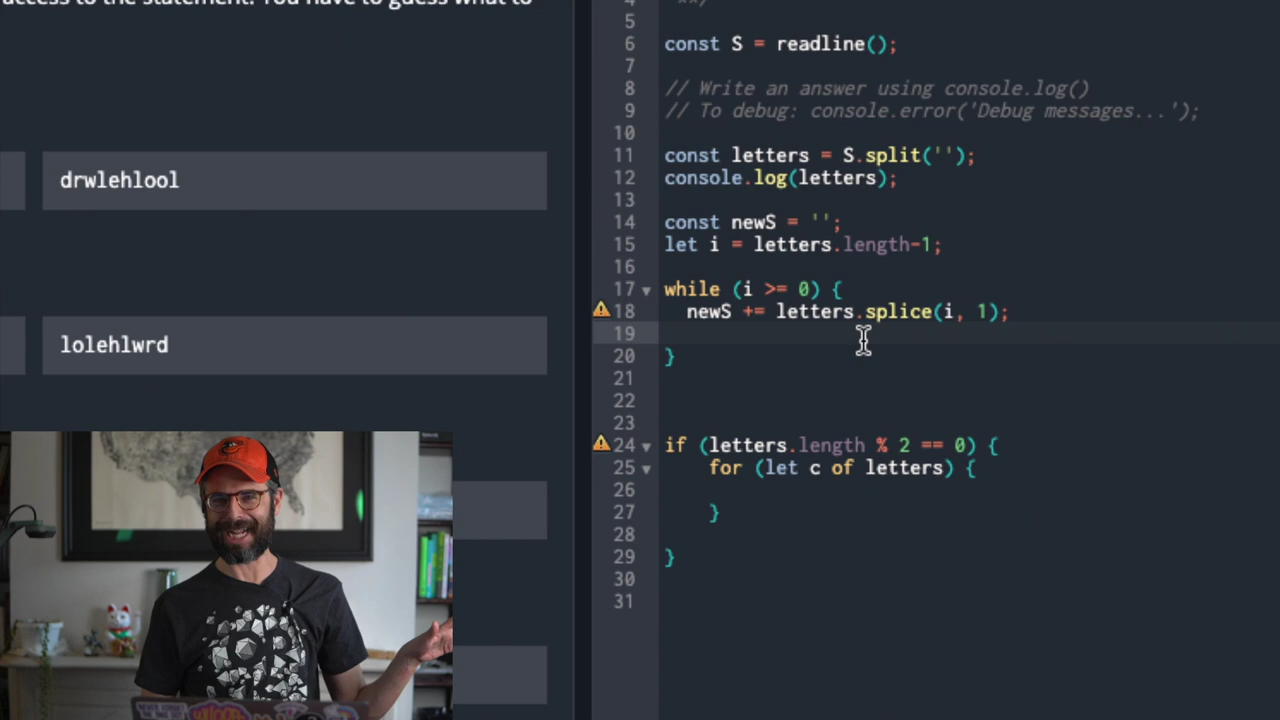 access to the statement. You have to guess what to
drwlehlool
lolehlwrd
4 **/
5
6 const S = readline();
7
8 // Write an answer using console.log()
9 // To debug: console.error('Debug messages...');
10
11 const letters = S.split('');
12 console.log(letters);
13
14 const newS = '';
15 let i = letters.length-1;
16
17 while (i >= 0) {
18 newS += letters.splice(i, 1);
19
20 }
21
22
23
24 if (letters.length % 2 == 0) {
25 for (let c of letters) {
26
27 }
28
29 }
30
31